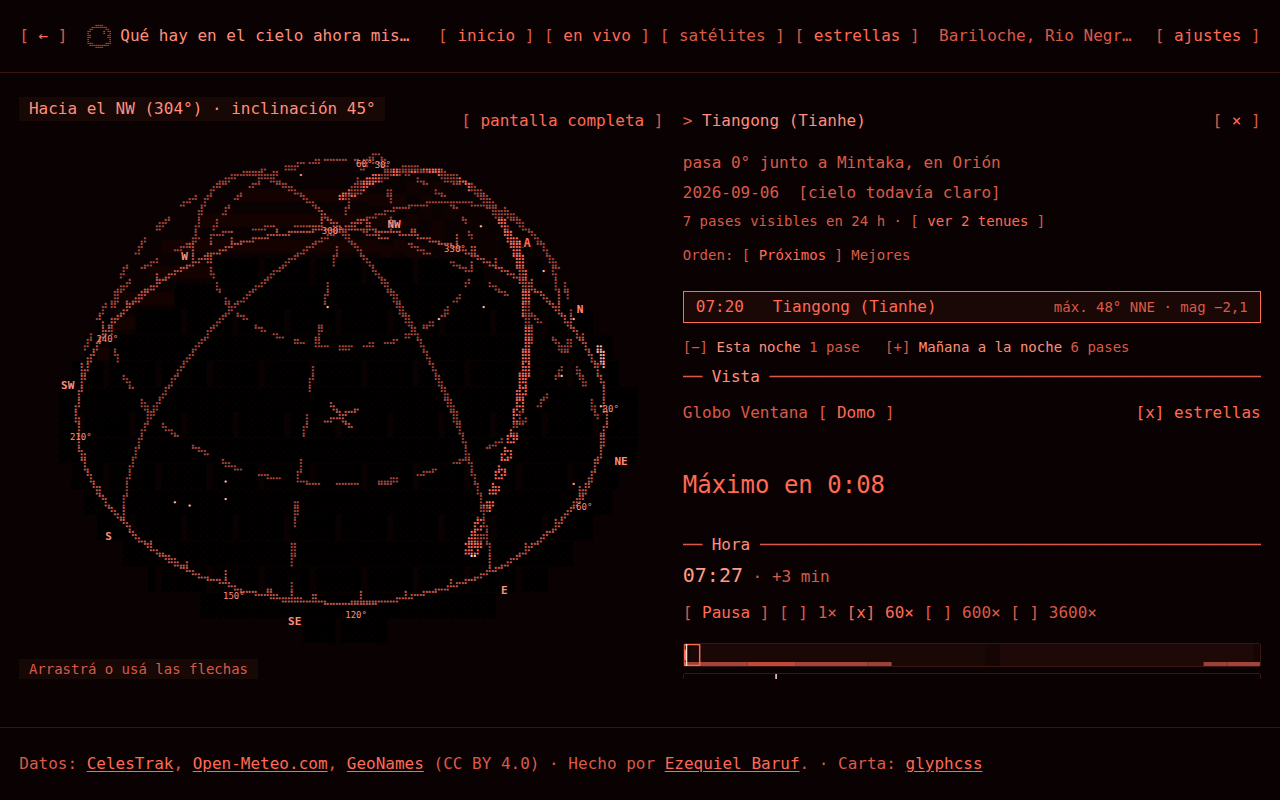 [ ← ] Qué hay en el cielo ahora mis… [ inicio ] [ en vivo ] [ satélites ] [ estrellas ] Bariloche, Rio Negr… [ ajustes ]
Hacia el NW (304°) · inclinación 45°
[ pantalla completa ]
60° 30°
NW
300°
330°
A
W
N
240°
SW
30°
210°
NE
60°
S
E
150°
120°
SE
Arrastrá o usá las flechas
> Tiangong (Tianhe) [ × ]
pasa 0° junto a Mintaka, en Orión
2026-09-06 [cielo todavía claro]
7 pases visibles en 24 h · [ ver 2 tenues ]
Orden: [ Próximos ] Mejores
07:20 Tiangong (Tianhe) máx. 48° NNE · mag −2,1
[−] Esta noche 1 pase [+] Mañana a la noche 6 pases
Vista
Globo Ventana [ Domo ] [x] estrellas
Máximo en 0:08
Hora
07:27 · +3 min
[ Pausa ] [ ] 1× [x] 60× [ ] 600× [ ] 3600×
Datos: CelesTrak, Open-Meteo.com, GeoNames (CC BY 4.0) · Hecho por Ezequiel Baruf. · Carta: glyphcss